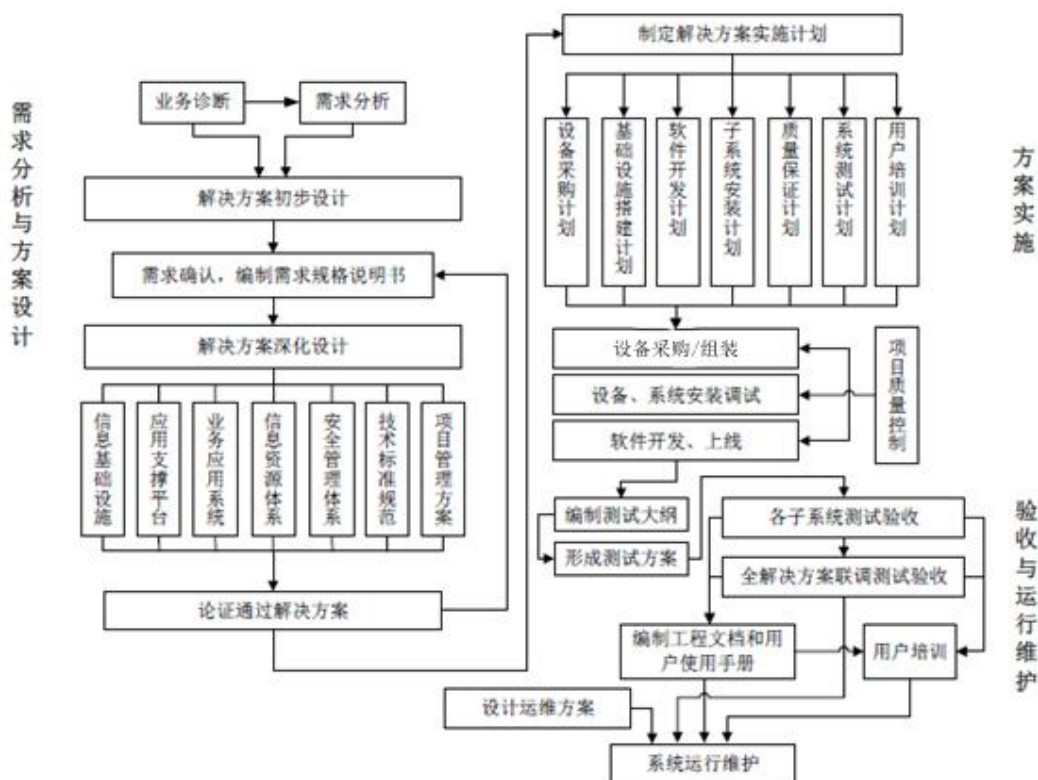 需求分析与方案设计
业务诊断
需求分析
解决方案初步设计
需求确认，编制需求规格说明书
解决方案深化设计
信息基础设施
应用支撑平台
业务应用系统
信息资源体系
安全管理体系
技术标准规范
项目管理方案
论证通过解决方案
制定解决方案实施计划
设备采购计划
基础设施搭建计划
软件开发计划
子系统安装计划
质量保证计划
系统测试计划
用户培训计划
方案实施
设备采购/组装
设备、系统安装调试
软件开发、上线
项目质量控制
编制测试大纲
形成测试方案
各子系统测试验收
全解决方案联调测试验收
编制工程文档和用
户使用手册
用户培训
设计运维方案
系统运行维护
验收与运行维护